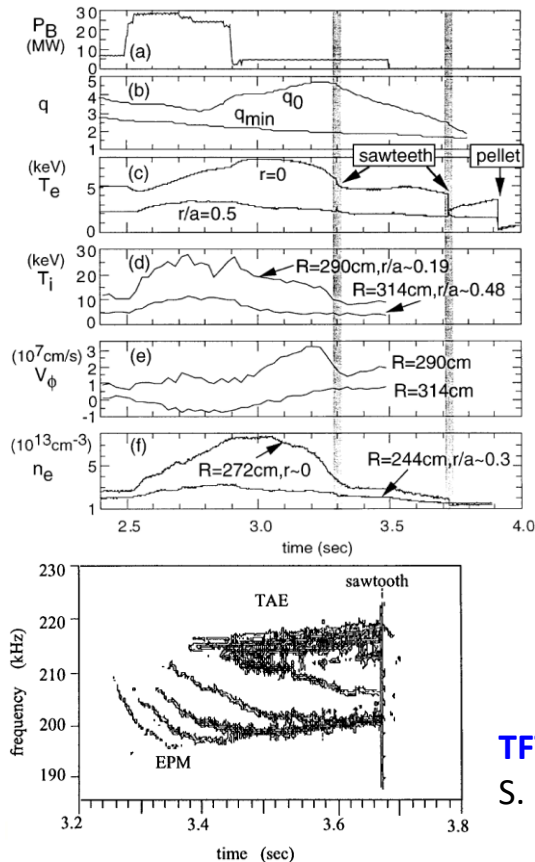 P_B (MW)
30
20
10
0
(a)
q
5
4
3
2
1
(b)
q_0
q_min
(keV)
T_e
5
0
(c)
r=0
r/a=0.5
sawteeth
pellet
(keV)
T_i
30
20
10
0
(d)
R=290cm,r/a~0.19
R=314cm,r/a~0.48
(10^7cm/s)
V_ϕ
3
2
1
0
-1
(e)
R=290cm
R=314cm
(10^13cm^-3)
n_e
5
1
(f)
R=272cm,r~0
R=244cm,r/a~0.3
2.5 3.0 3.5 4.0
time (sec)
230
220
210
200
190
frequency (kHz)
TAE
sawtooth
EPM
3.2 3.4 3.6 3.8
time (sec)
TF
S.